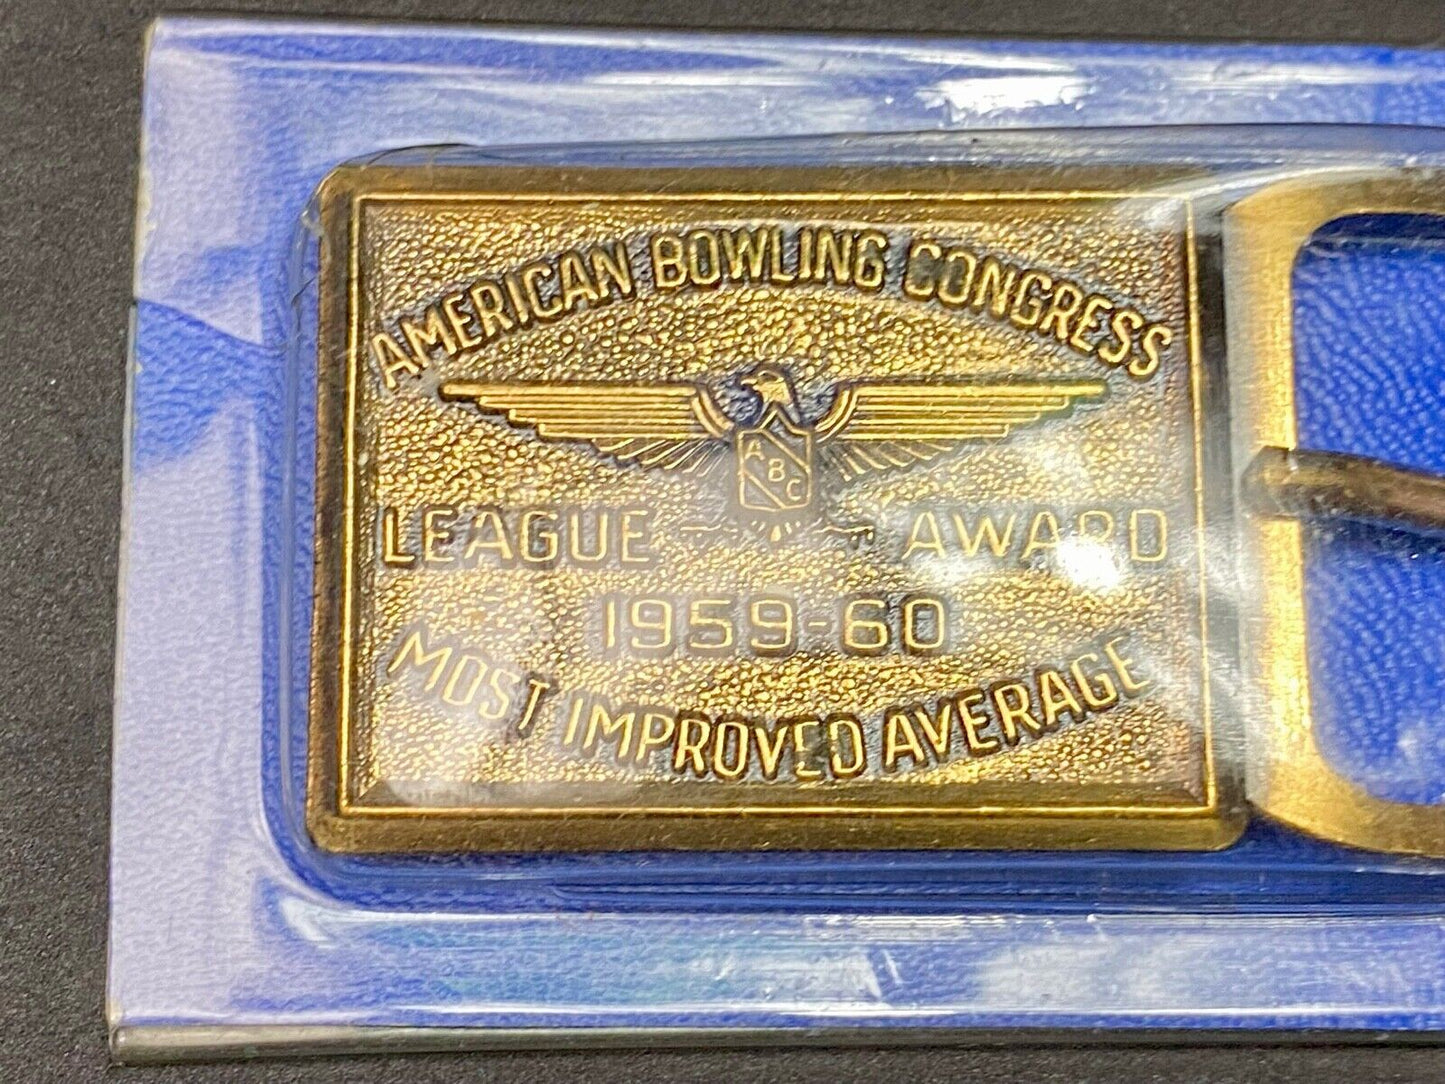 AMERICAN BOWLING CONGRESS
ABC
LEAGUE AWARD
1959-60
MOST IMPROVED AVERAGE